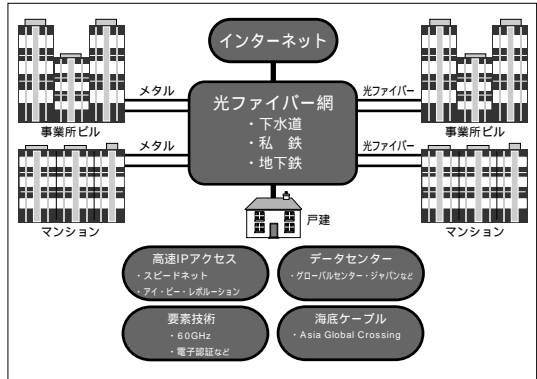 インターネット
メタル
光ファイバー
光ファイバー網
・下水道
・私　鉄
・地下鉄
事業所ビル
事業所ビル
メタル
光ファイバー
マンション
戸建
マンション
高速IPアクセス
・スピードネット
・アイ・ピー・レボルーション
データセンター
・グローバルセンター・ジャパンなど
要素技術
・60GHz
・電子認証など
海底ケーブル
・Asia Global Crossing